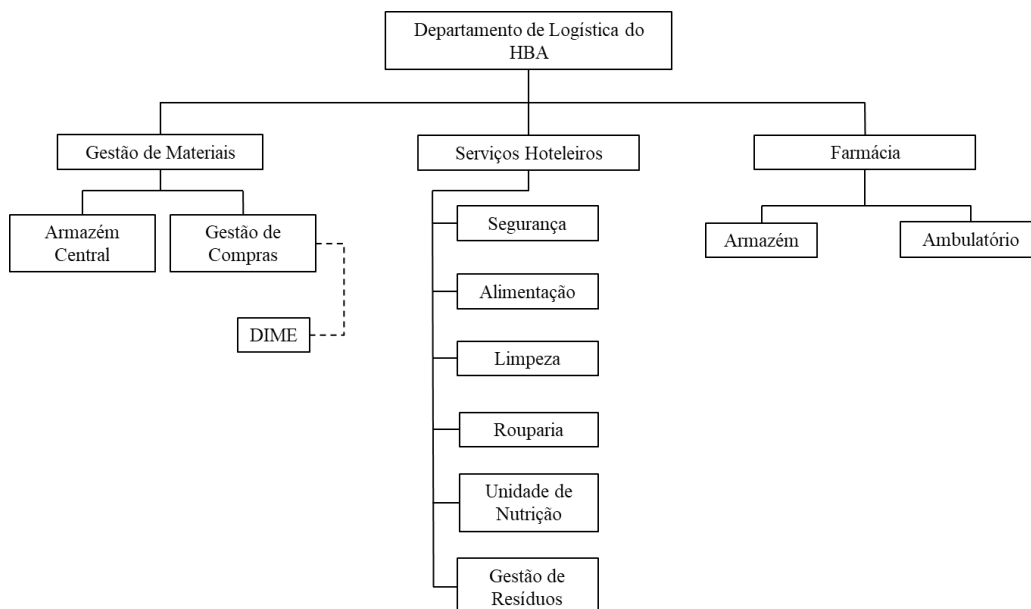 Departamento de Logística do
HBA
Gestão de Materiais
Serviços Hoteleiros
Farmácia
Armazém
Central
Gestão de
Compras
DIME
Segurança
Alimentação
Limpeza
Rouparia
Unidade de
Nutrição
Gestão de
Resíduos
Armazém
Ambulatório